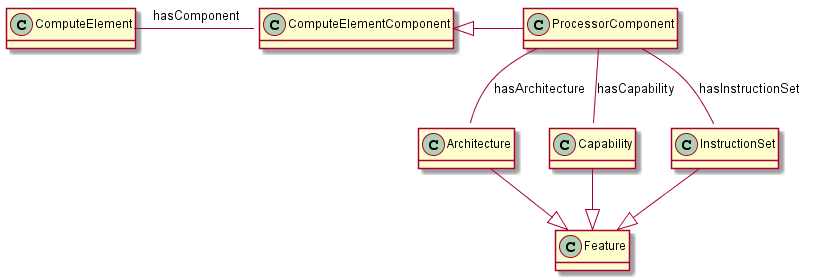 hasComponent
C ComputeElement
C ComputeElementComponent
C ProcessorComponent
hasArchitecture
hasCapability
hasInstructionSet
C Architecture
C Capability
C InstructionSet
C Feature